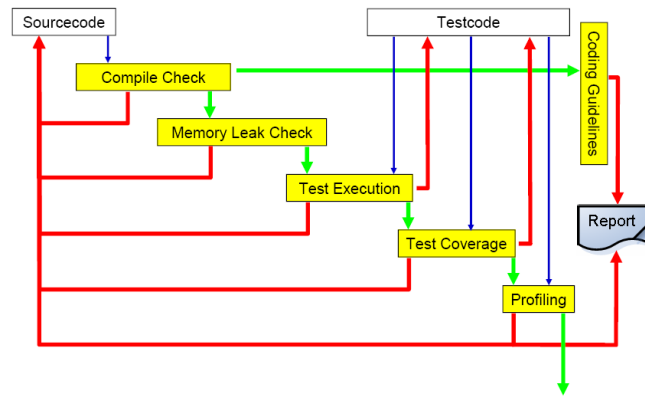 Sourcecode
Testcode
Compile Check
Coding Guidelines
Memory Leak Check
Test Execution
Report
Test Coverage
Profiling